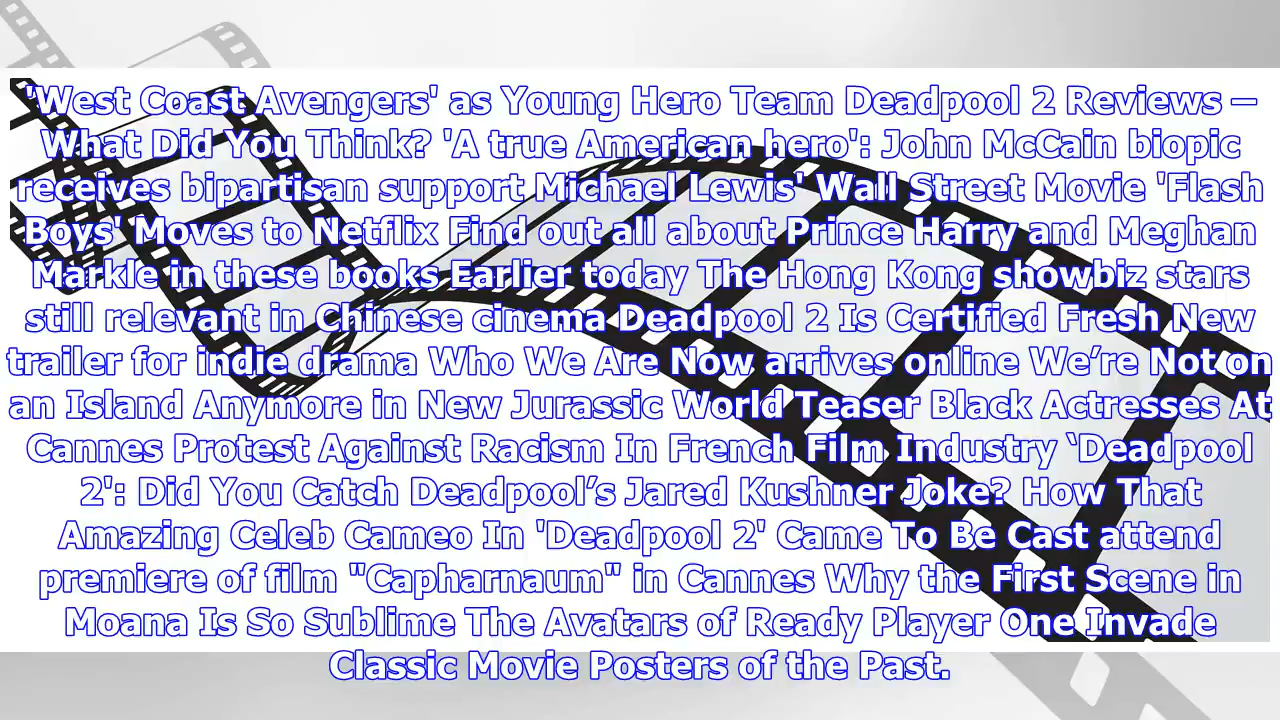 'West Coast Avengers' as Young Hero Team Deadpool 2 Reviews —
What Did You Think? 'A true American hero': John McCain biopic
receives bipartisan support Michael Lewis' Wall Street Movie 'Flash
Boys' Moves to Netflix Find out all about Prince Harry and Meghan
Markle in these books Earlier today The Hong Kong showbiz stars
still relevant in Chinese cinema Deadpool 2 Is Certified Fresh New
trailer for indie drama Who We Are Now arrives online We’re Not on
an Island Anymore in New Jurassic World Teaser Black Actresses At
Cannes Protest Against Racism In French Film Industry ‘Deadpool
2': Did You Catch Deadpool’s Jared Kushner Joke? How That
Amazing Celeb Cameo In 'Deadpool 2' Came To Be Cast attend
premiere of film "Capharnaum" in Cannes Why the First Scene in
Moana Is So Sublime The Avatars of Ready Player One Invade
Classic Movie Posters of the Past.